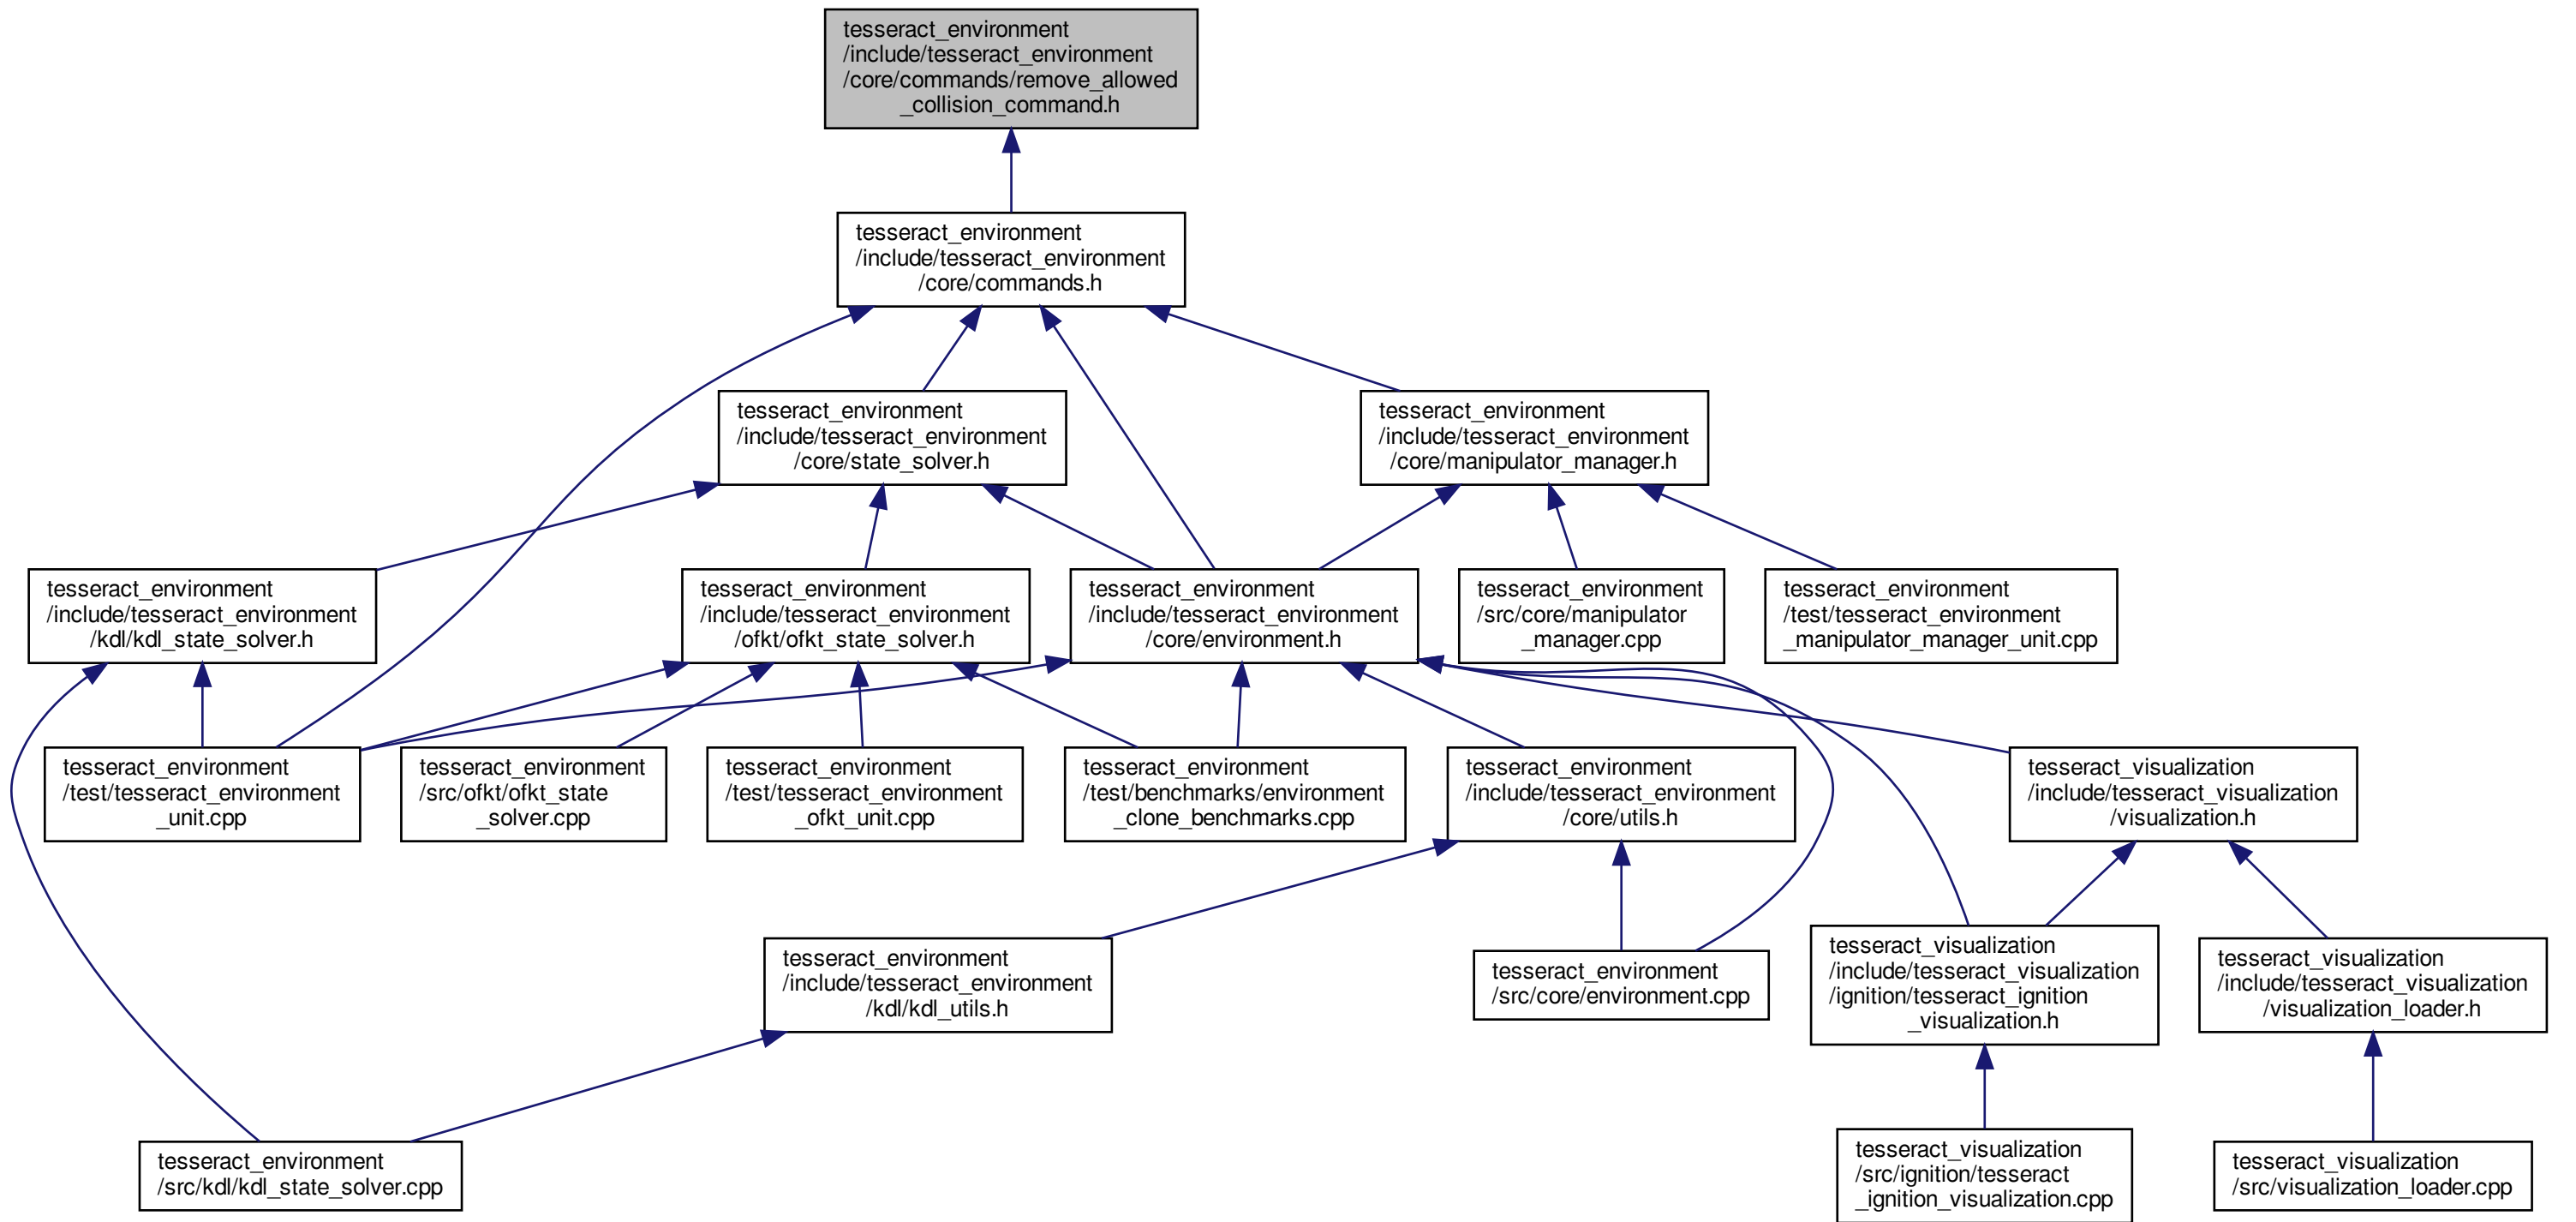 tesseract_environment
/include/tesseract_environment
/core/commands/remove_allowed
_collision_command.h
tesseract_environment
/include/tesseract_environment
/core/commands.h
tesseract_environment
/include/tesseract_environment
/core/state_solver.h
tesseract_environment
/include/tesseract_environment
/core/manipulator_manager.h
tesseract_environment
/include/tesseract_environment
/kdl/kdl_state_solver.h
tesseract_environment
/include/tesseract_environment
/ofkt/ofkt_state_solver.h
tesseract_environment
/include/tesseract_environment
/core/environment.h
tesseract_environment
/src/core/manipulator
_manager.cpp
tesseract_environment
/test/tesseract_environment
_manipulator_manager_unit.cpp
tesseract_environment
/test/tesseract_environment
_unit.cpp
tesseract_environment
/src/ofkt/ofkt_state
_solver.cpp
tesseract_environment
/test/tesseract_environment
_ofkt_unit.cpp
tesseract_environment
/test/benchmarks/environment
_clone_benchmarks.cpp
tesseract_environment
/include/tesseract_environment
/core/utils.h
tesseract_visualization
/include/tesseract_visualization
/visualization.h
tesseract_environment
/include/tesseract_environment
/kdl/kdl_utils.h
tesseract_environment
/src/core/environment.cpp
tesseract_visualization
/include/tesseract_visualization
/ignition/tesseract_ignition
_visualization.h
tesseract_visualization
/include/tesseract_visualization
/visualization_loader.h
tesseract_environment
/src/kdl/kdl_state_solver.cpp
tesseract_visualization
/src/ignition/tesseract
_ignition_visualization.cpp
tesseract_visualization
/src/visualization_loader.cpp